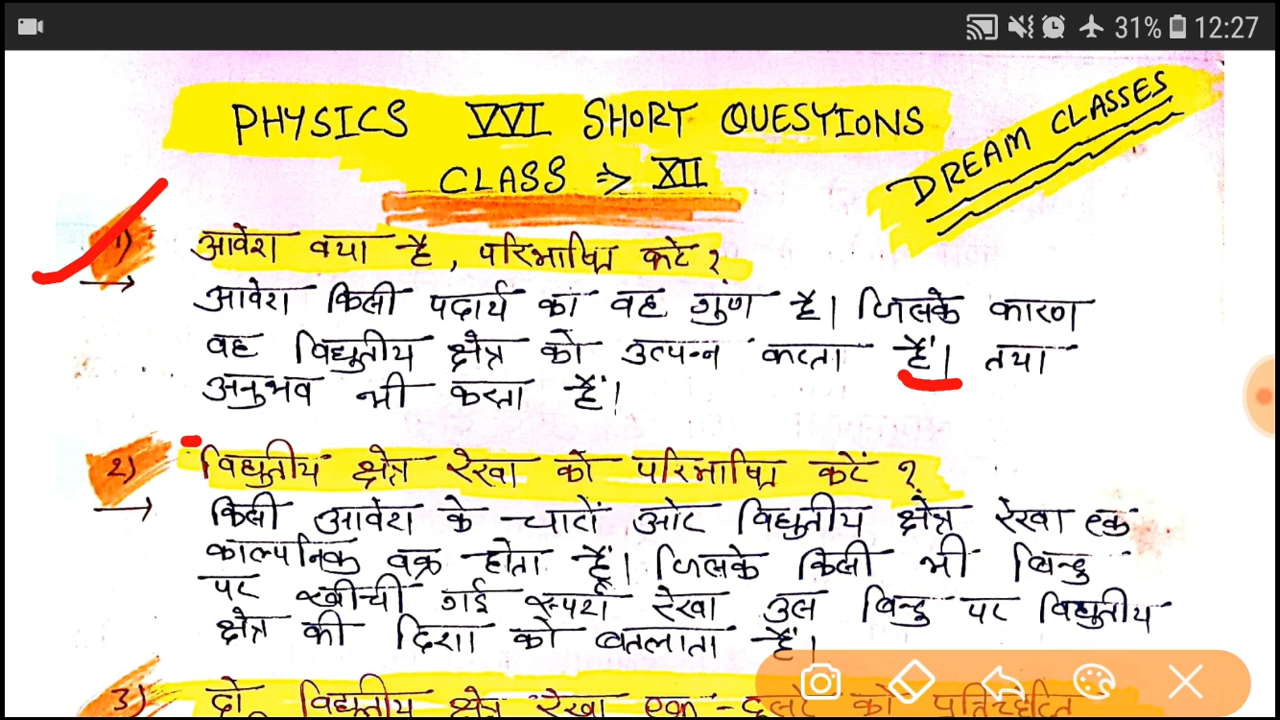 31% 12:27
PHYSICS VVI SHORT QUESTIONS
CLASS => XII
DREAM CLASSES
1) आवेश क्या है, परिभाषित करें ?
→ आवेश किसी पदार्थ का वह गुण है। जिसके कारण
वह विद्युतीय क्षेत्र को उत्पन्न करता हैं। तथा
अनुभव भी करता हैं।
2) विद्युतीय क्षेत्र रेखा को परिभाषित करें ?
→ किसी आवेश के चारों ओर विद्युतीय क्षेत्र रेखा एक
काल्पनिक वक्र होता हैं। जिसके किसी भी बिन्दु
पर खींची गई स्पर्श रेखा उस बिन्दु पर विद्युतीय
क्षेत्र की दिशा को बतलाता हैं।
3) दो विद्युतीय क्षेत्र रेखा एक-दूसरे को प्रतिच्छेदित